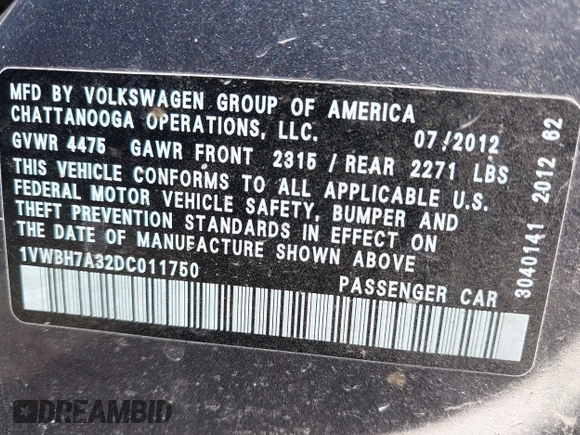 MFD BY VOLKSWAGEN GROUP OF AMERICA
CHATTANOOGA OPERATIONS, LLC. 07/2012
GVWR 4475 GAWR FRONT 2315 / REAR 2271 LBS
THIS VEHICLE CONFORMS TO ALL APPLICABLE U.S.
FEDERAL MOTOR VEHICLE SAFETY, BUMPER AND
THEFT PREVENTION STANDARDS IN EFFECT ON
THE DATE OF MANUFACTURE SHOWN ABOVE
1VWBH7A32DC011750 PASSENGER CAR
3040141 2012 62
DREAMBID